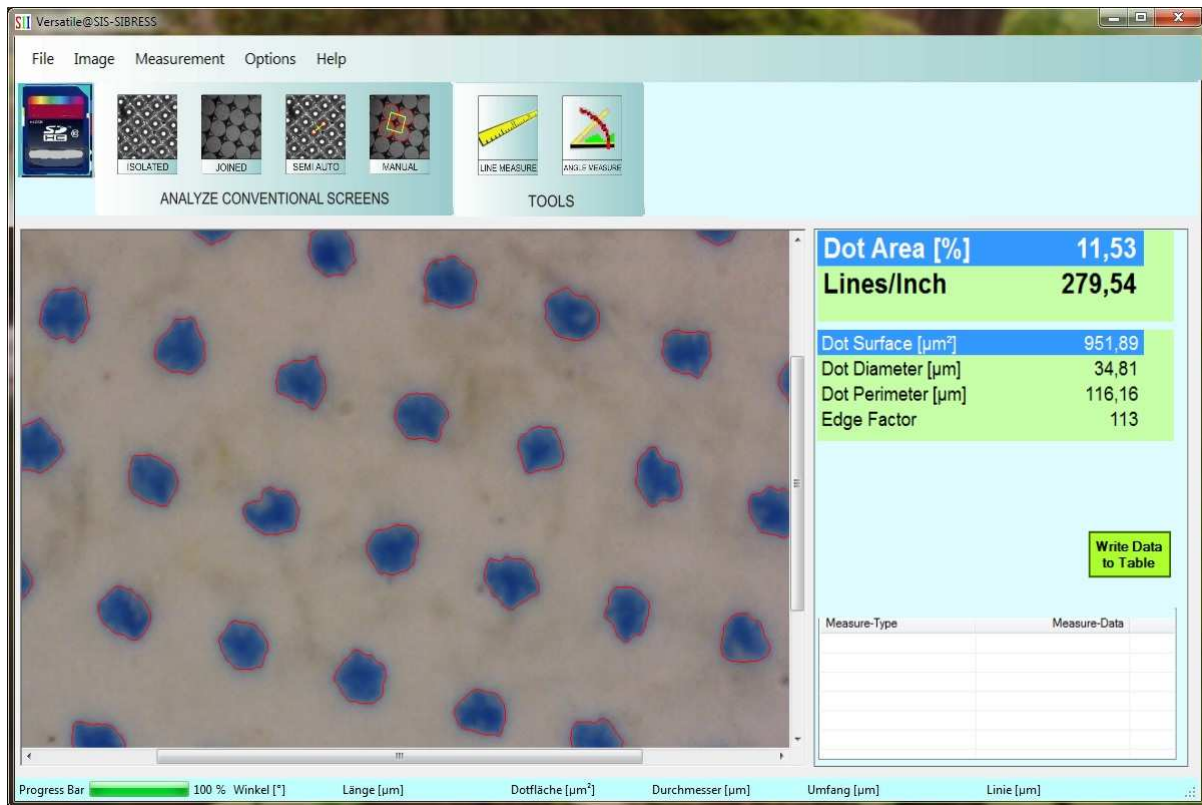 SIS Versatile@SIS-SIBRESS
File Image Measurement Options Help
SD HC
ISOLATED JOINED SEMI AUTO MANUAL
ANALYZE CONVENTIONAL SCREENS
LINE MEASURE ANGLE MEASURE
TOOLS
Dot Area [%] 11,53
Lines/Inch 279,54
Dot Surface [µm²] 951,89
Dot Diameter [µm] 34,81
Dot Perimeter [µm] 116,16
Edge Factor 113
Write Data
to Table
Measure-Type Measure-Data
Progress Bar 100 % Winkel [°] Länge [µm] Dotfläche [µm²] Durchmesser [µm] Umfang [µm] Linie [µm]